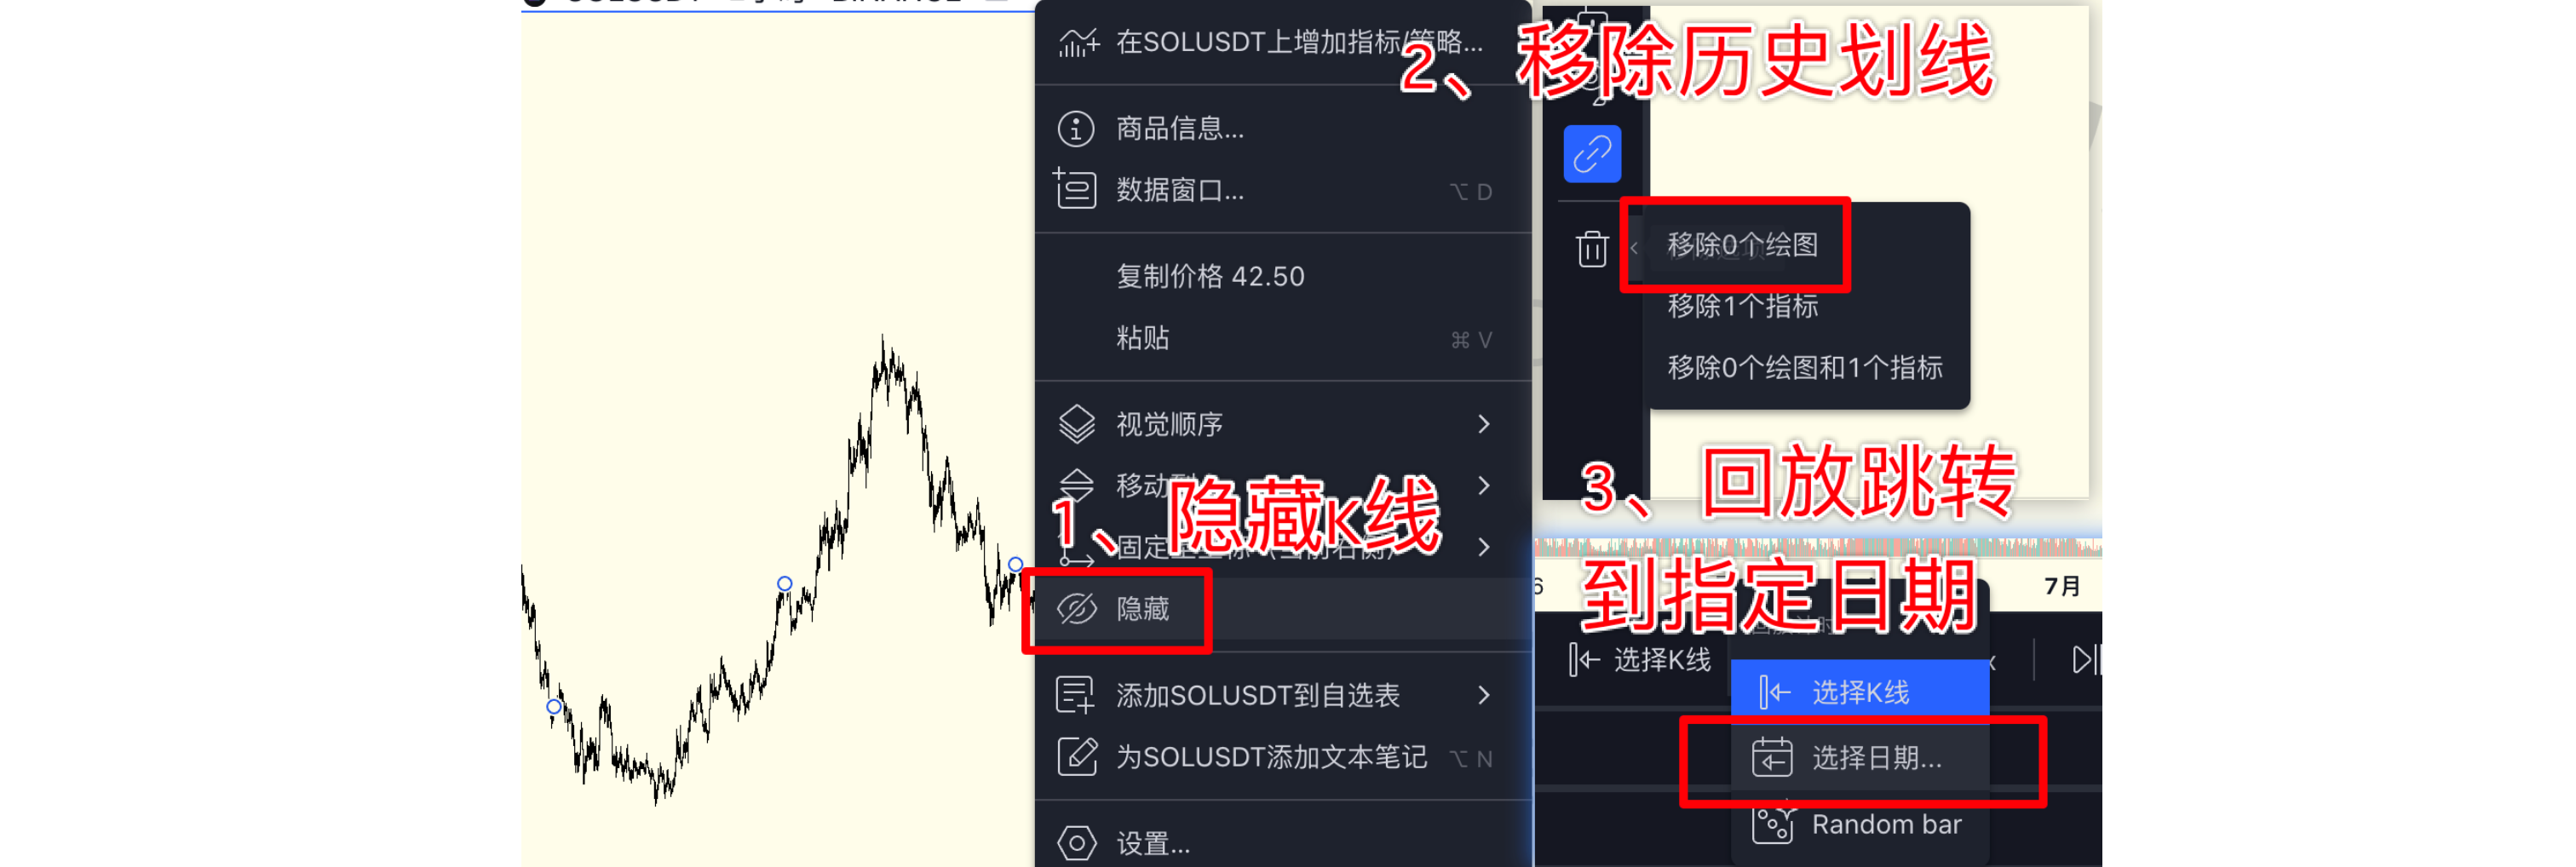 在SOLUSDT上增加指标/策略...
商品信息...
数据窗口... ⌥ D
复制价格 42.50
粘贴 ⌘ V
视觉顺序
移动到
1、隐藏K线
固定
隐藏
添加SOLUSDT到自选表
为SOLUSDT添加文本笔记 ⌥ N
设置...
2、移除历史划线
移除0个绘图
移除1个指标
移除0个绘图和1个指标
3、回放跳转
到指定日期
6
7月
选择K线
选择K线
选择日期...
Random bar